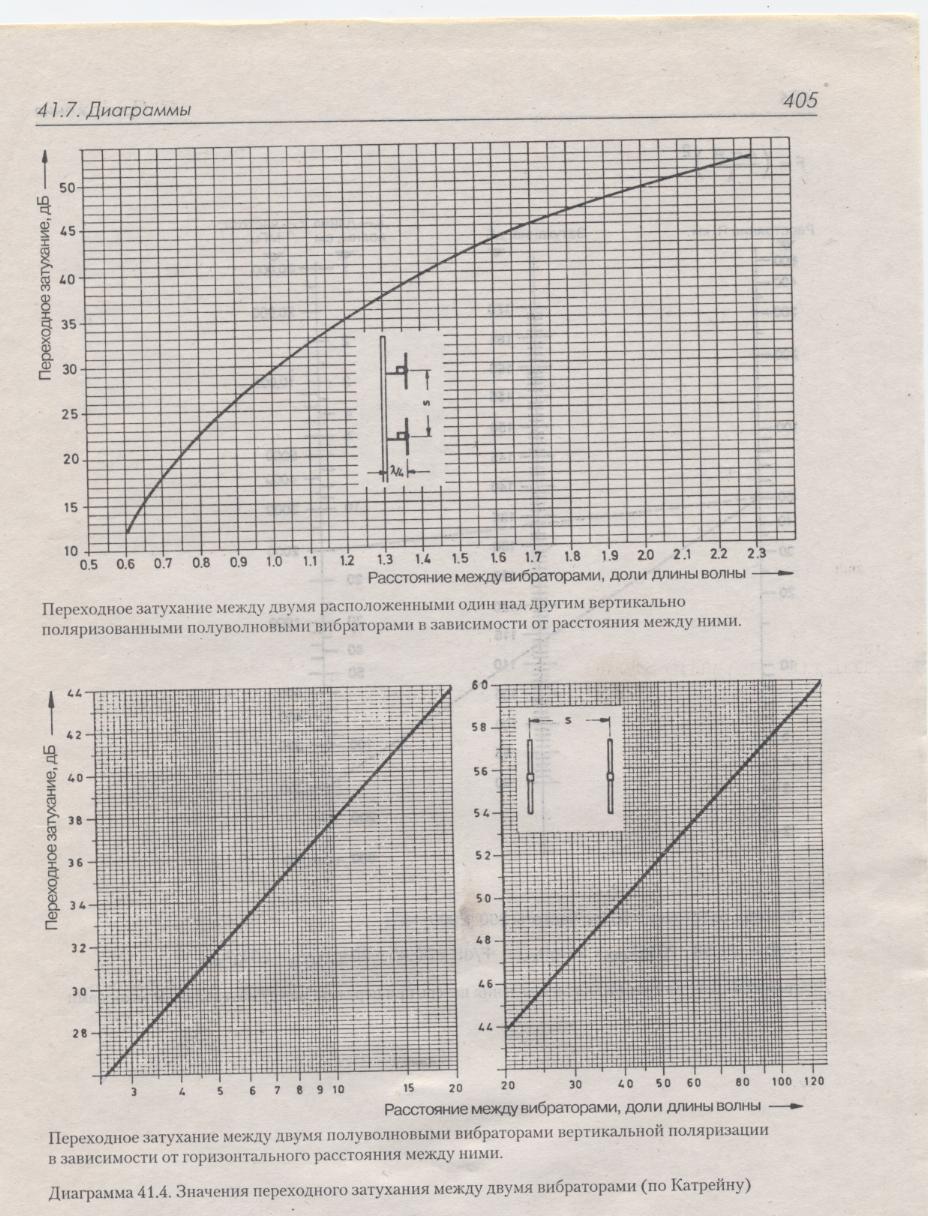 41.7. Диаграммы
405
Переходное затухание, дБ
50
45
40
35
30
25
20
15
10
0.5 0.6 0.7 0.8 0.9 1.0 1.1 1.2 1.3 1.4 1.5 1.6 1.7 1.8 1.9 2.0 2.1 2.2 2.3
s
λ/4
Расстояние между вибраторами, доли длины волны
Переходное затухание между двумя расположенными один над другим вертикально
поляризованными полуволновыми вибраторами в зависимости от расстояния между ними.
Переходное затухание, дБ
44
42
40
38
36
34
32
30
28
3 4 5 6 7 8 9 10 15 20
60
58
56
54
52
50
48
46
44
s
20 30 40 50 60 80 100 120
Расстояние между вибраторами, доли длины волны
Переходное затухание между двумя полуволновыми вибраторами вертикальной поляризации
в зависимости от горизонтального расстояния между ними.
Диаграмма 41.4. Значения переходного затухания между двумя вибраторами (по Катрейну)